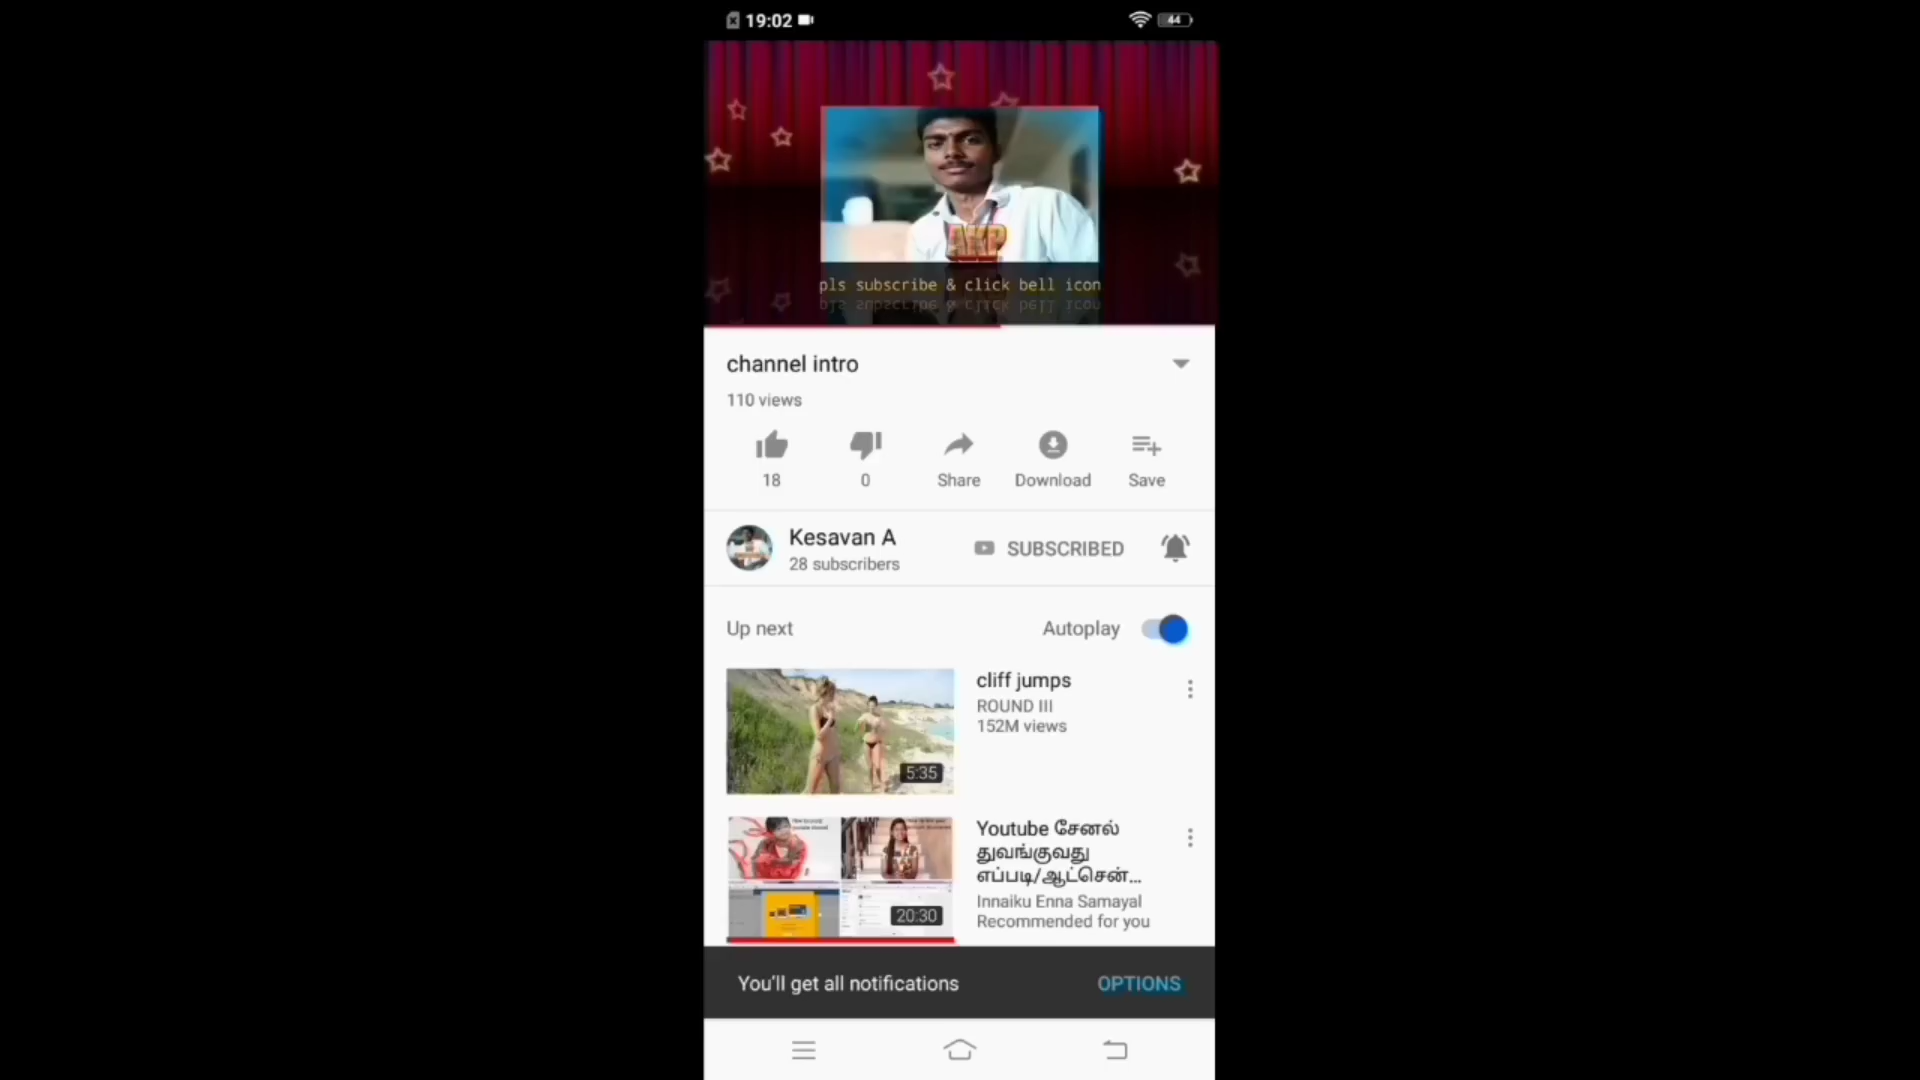 19:02
44
AKP
pls subscribe & click bell icon
channel intro
110 views
18
0
Share
Download
Save
Kesavan A
28 subscribers
SUBSCRIBED
Up next
Autoplay
cliff jumps
ROUND III
152M views
5:35
Youtube சேனல்
துவங்குவது
எப்படி/ஆட்சென்...
Innaiku Enna Samayal
Recommended for you
20:30
You'll get all notifications
OPTIONS